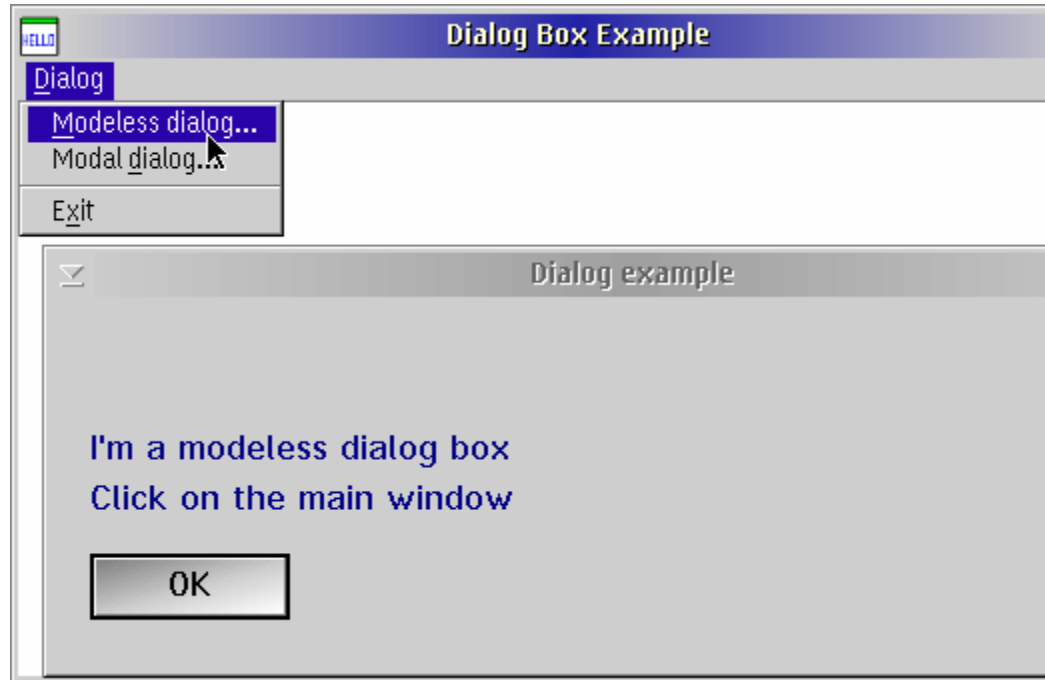 HELLO
Dialog Box Example
Dialog
Modeless dialog...
Modal dialog...
Exit
Dialog example
I'm a modeless dialog box
Click on the main window
OK